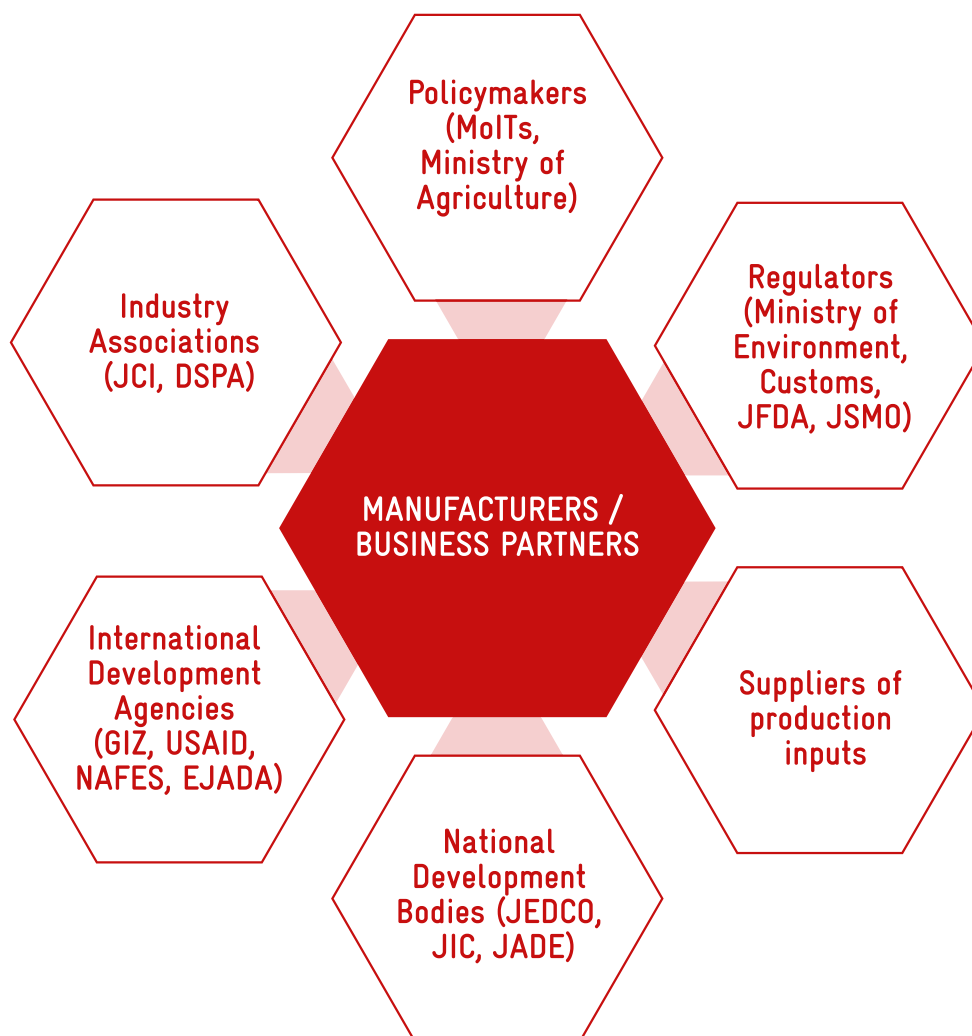 Policymakers
(MoITs,
Ministry of
Agriculture)
Industry
Associations
(JCI, DSPA)
Regulators
(Ministry of
Environment,
Customs,
JFDA, JSMO)
MANUFACTURERS /
BUSINESS PARTNERS
International
Development
Agencies
(GIZ, USAID,
NAFES, EJADA)
Suppliers of
production
inputs
National
Development
Bodies (JEDCO,
JIC, JADE)